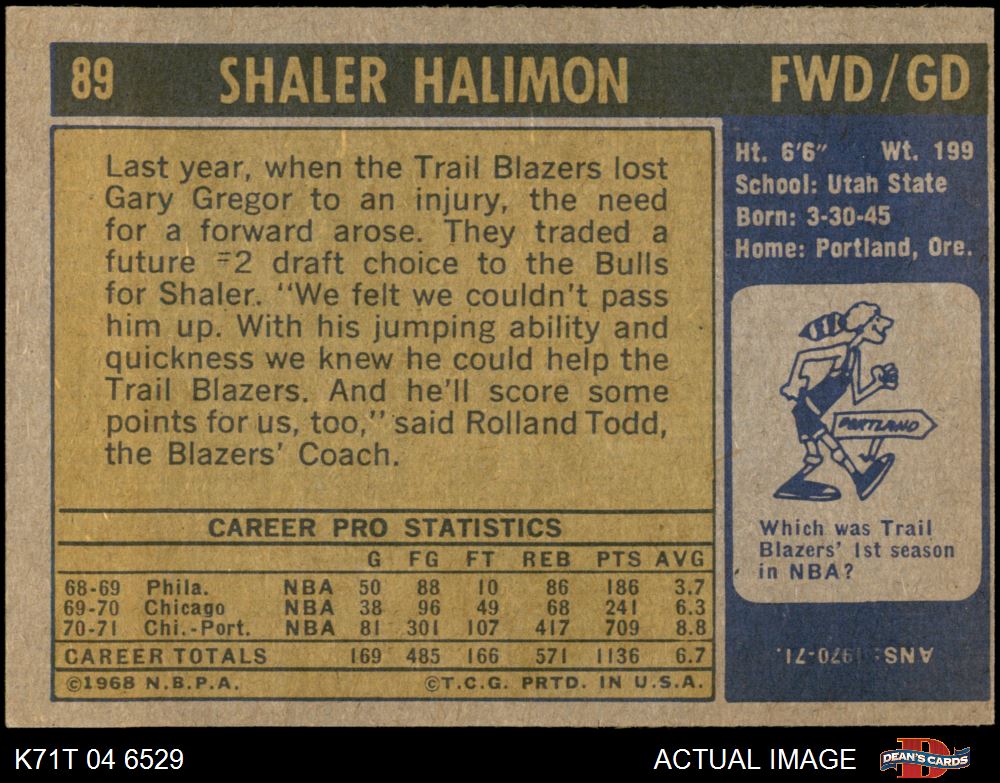 89 SHALER HALIMON FWD/GD
Last year, when the Trail Blazers lost
Gary Gregor to an injury, the need
for a forward arose. They traded a
future #2 draft choice to the Bulls
for Shaler. "We felt we couldn't pass
him up. With his jumping ability and
quickness we knew he could help the
Trail Blazers. And he'll score some
points for us, too," said Rolland Todd,
the Blazers' Coach.
CAREER PRO STATISTICS
G FG FT REB PTS AVG
68-69 Phila. NBA 50 88 10 86 186 3.7
69-70 Chicago NBA 38 96 49 68 241 6.3
70-71 Chi.-Port. NBA 81 301 107 417 709 8.8
CAREER TOTALS 169 485 166 571 1136 6.7
©1968 N.B.P.A. ©T.C.G. PRTD. IN U.S.A.
Ht. 6'6" Wt. 199
School: Utah State
Born: 3-30-45
Home: Portland, Ore.
PORTLAND
Which was Trail
Blazers' 1st season
in NBA?
ANS: 1970-71.
K71T 04 6529 ACTUAL IMAGE DEAN'S CARDS